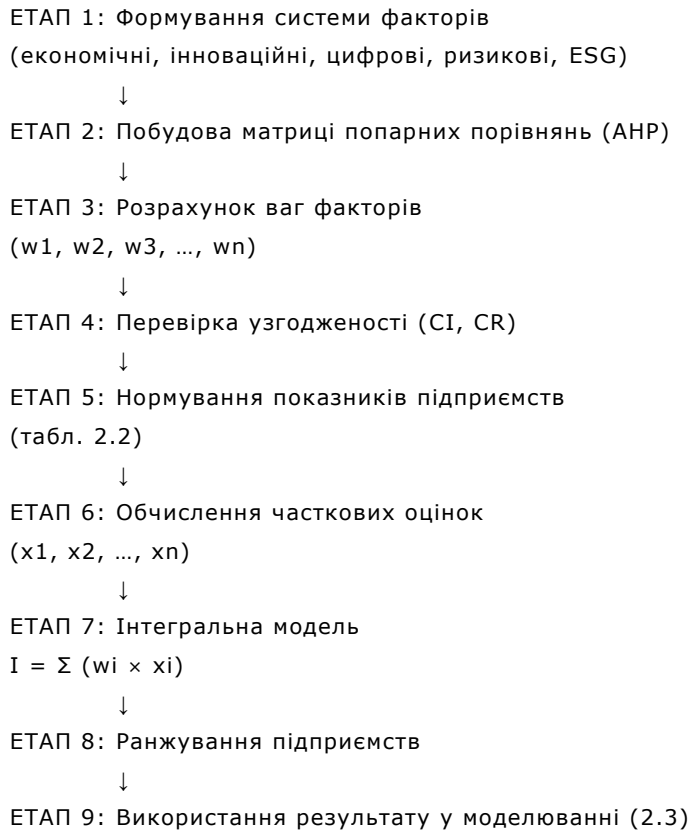 ЕТАП 1: Формування системи факторів
(економічні, інноваційні, цифрові, ризикові, ESG)
↓
ЕТАП 2: Побудова матриці попарних порівнянь (AHP)
↓
ЕТАП 3: Розрахунок ваг факторів
(w1, w2, w3, …, wn)
↓
ЕТАП 4: Перевірка узгодженості (CI, CR)
↓
ЕТАП 5: Нормування показників підприємств
(табл. 2.2)
↓
ЕТАП 6: Обчислення часткових оцінок
(x1, x2, …, xn)
↓
ЕТАП 7: Інтегральна модель
I = Σ (wi × xi)
↓
ЕТАП 8: Ранжування підприємств
↓
ЕТАП 9: Використання результату у моделюванні (2.3)